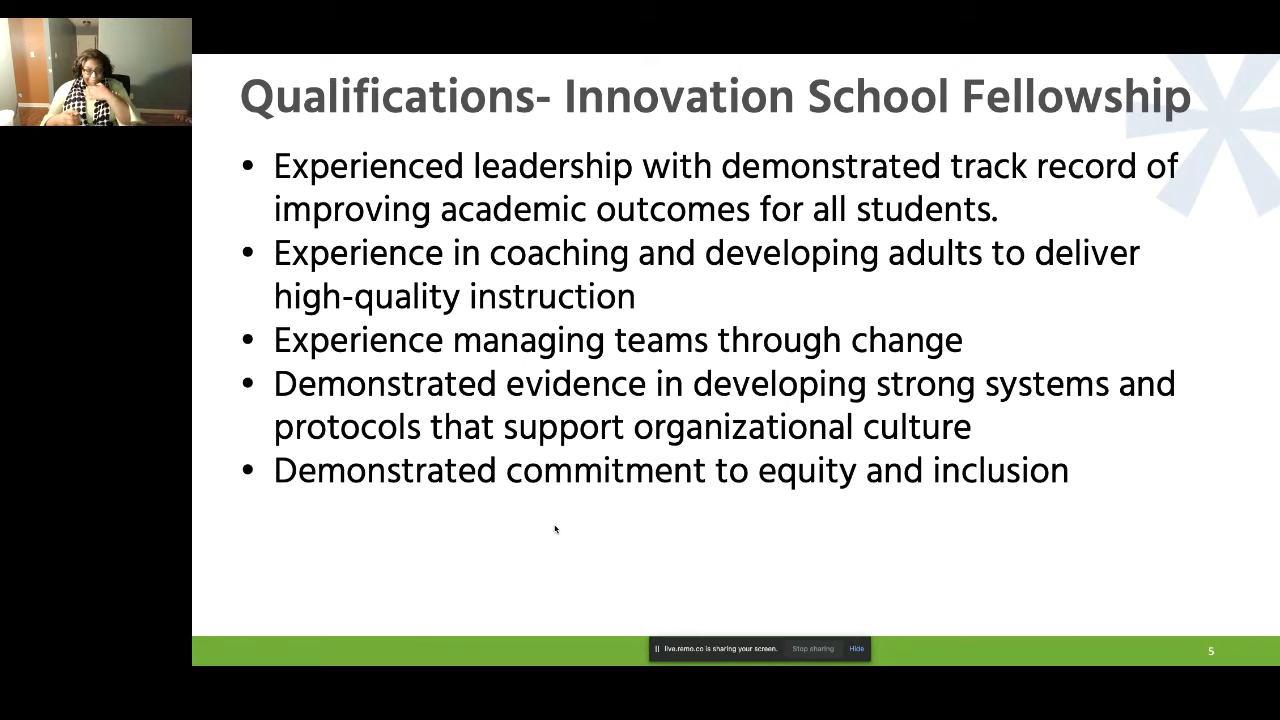 Qualifications- Innovation School Fellowship
• Experienced leadership with demonstrated track record of
improving academic outcomes for all students.
• Experience in coaching and developing adults to deliver
high-quality instruction
• Experience managing teams through change
• Demonstrated evidence in developing strong systems and
protocols that support organizational culture
• Demonstrated commitment to equity and inclusion
live.remo.co is sharing your screen. Stop sharing Hide
5